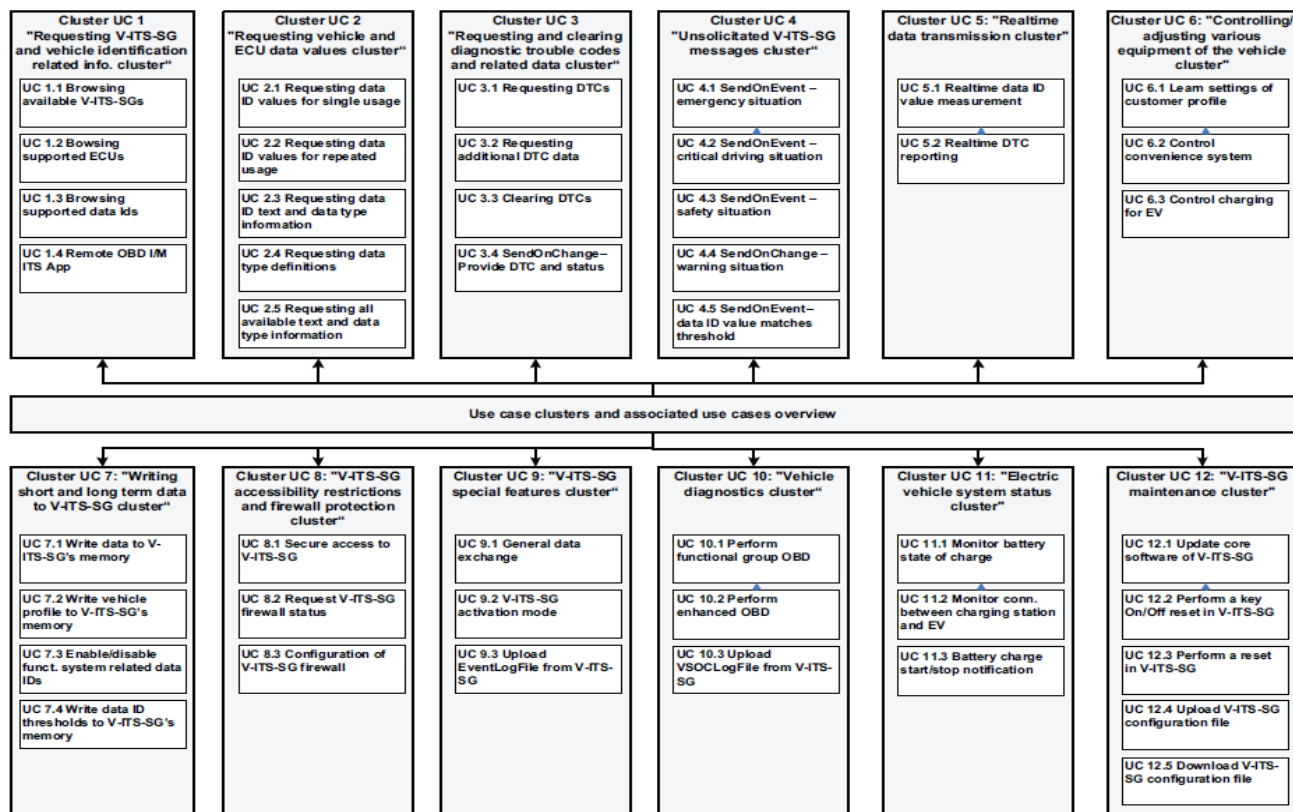 Cluster UC 1
"Requesting V-ITS-SG
and vehicle identification
related info. cluster“
UC 1.1 Browsing
available V-ITS-SGs
UC 1.2 Bowsing
supported ECUs
UC 1.3 Browsing
supported data Ids
UC 1.4 Remote OBD I/M
ITS App
Cluster UC 2
"Requesting vehicle and
ECU data values cluster“
UC 2.1 Requesting data
ID values for single usage
UC 2.2 Requesting data
ID values for repeated
usage
UC 2.3 Requesting data
ID text and data type
information
UC 2.4 Requesting data
type definitions
UC 2.5 Requesting all
available text and data
type information
Cluster UC 3
"Requesting and clearing
diagnostic trouble codes
and related data cluster“
UC 3.1 Requesting DTCs
UC 3.2 Requesting
additional DTC data
UC 3.3 Clearing DTCs
UC 3.4 SendOnChange–
Provide DTC and status
Cluster UC 4
"Unsolicitated V-ITS-SG
messages cluster“
UC 4.1 SendOnEvent –
emergency situation
UC 4.2 SendOnEvent –
critical driving situation
UC 4.3 SendOnEvent –
safety situation
UC 4.4 SendOnChange –
warning situation
UC 4.5 SendOnEvent–
data ID value matches
threshold
Cluster UC 5: "Realtime
data transmission cluster"
UC 5.1 Realtime data ID
value measurement
UC 5.2 Realtime DTC
reporting
Cluster UC 6: "Controlling/
adjusting various
equipment of the vehicle
cluster"
UC 6.1 Learn settings of
customer profile
UC 6.2 Control
convenience system
UC 6.3 Control charging
for EV
Use case clusters and associated use cases overview
Cluster UC 7: "Writing
short and long term data
to V-ITS-SG cluster“
UC 7.1 Write data to V-
ITS-SG's memory
UC 7.2 Write vehicle
profile to V-ITS-SG's
memory
UC 7.3 Enable/disable
funct. system related data
IDs
UC 7.4 Write data ID
thresholds to V-ITS-SG's
memory
Cluster UC 8: "V-ITS-SG
accessibility restrictions
and firewall protection
cluster“
UC 8.1 Secure access to
V-ITS-SG
UC 8.2 Request V-ITS-SG
firewall status
UC 8.3 Configuration of
V-ITS-SG firewall
Cluster UC 9: "V-ITS-SG
special features cluster“
UC 9.1 General data
exchange
UC 9.2 V-ITS-SG
activation mode
UC 9.3 Upload
EventLogFile from V-ITS-
SG
Cluster UC 10: "Vehicle
diagnostics cluster“
UC 10.1 Perform
functional group OBD
UC 10.2 Perform
enhanced OBD
UC 10.3 Upload
VSOCLogFile from V-ITS-
SG
Cluster UC 11: "Electric
vehicle system status
cluster"
UC 11.1 Monitor battery
state of charge
UC 11.2 Monitor conn.
between charging station
and EV
UC 11.3 Battery charge
start/stop notification
Cluster UC 12: "V-ITS-SG
maintenance cluster"
UC 12.1 Update core
software of V-ITS-SG
UC 12.2 Perform a key
On/Off reset in V-ITS-SG
UC 12.3 Perform a reset
in V-ITS-SG
UC 12.4 Upload V-ITS-SG
configuration file
UC 12.5 Download V-ITS-
SG configuration file